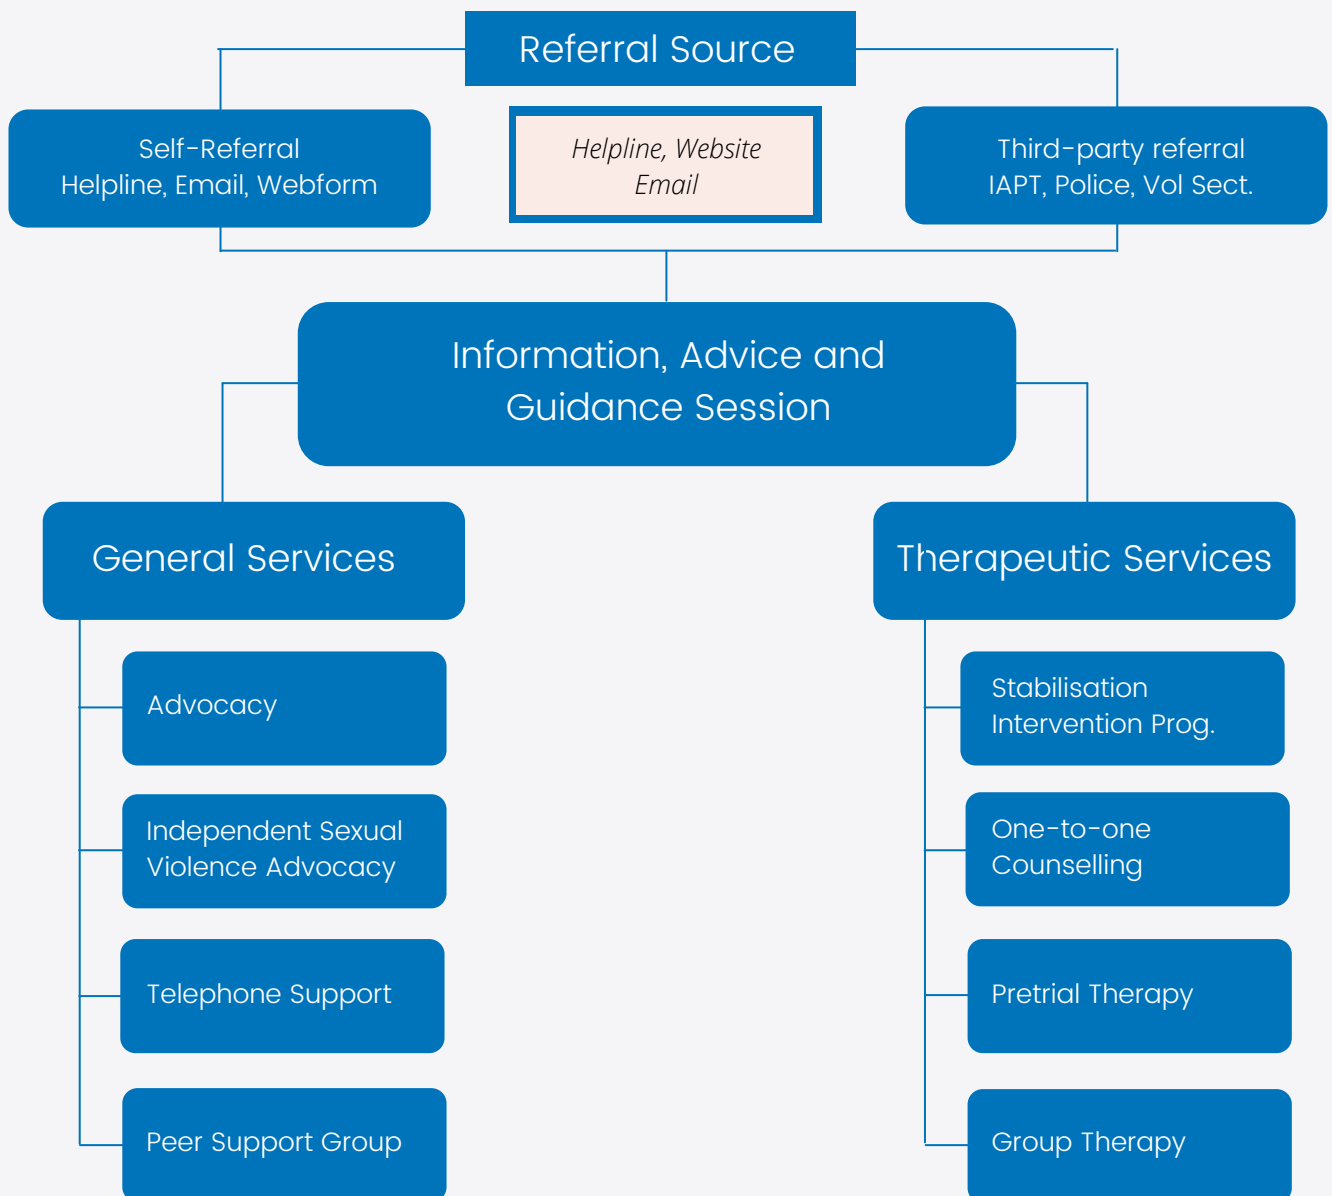 Referral Source
Self-Referral
Helpline, Email, Webform
Helpline, Website
Email
Third-party referral
IAPT, Police, Vol Sect.
Information, Advice and
Guidance Session
General Services
Advocacy
Independent Sexual
Violence Advocacy
Telephone Support
Peer Support Group
Therapeutic Services
Stabilisation
Intervention Prog.
One-to-one
Counselling
Pretrial Therapy
Group Therapy